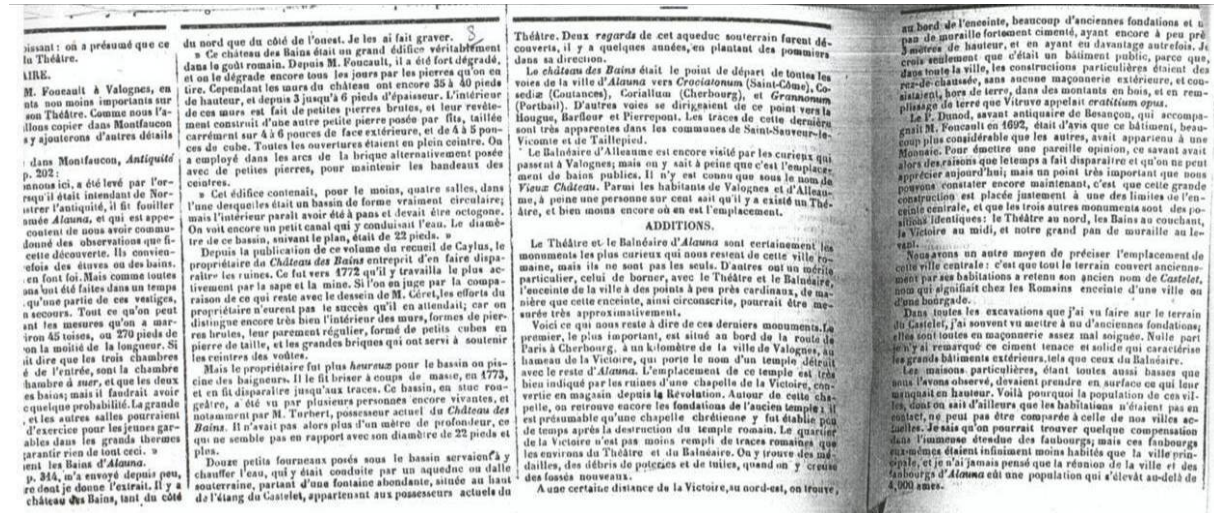 oissant : on a présumé que ce
lu Théâtre.
AIRE.
M. Foucault à Valognes, en
nts non moins importants sur
son Théâtre. Comme nous l'a-
llons copier dans Montfaucon
s y ajouterons d'autres détails
dans Montfaucon, Antiquité
p. 202 :
onnous ici, a été levé par l'or-
rsqu'il était intendant de Nor-
strer l'antiquité, il fit fouiller
nommée Alauna, et qui est appe-
content de nous avoir commu-
donné des observations que fi-
cette découverte. Ils convien-
refois des étuves ou des bains.
en font foi. Mais comme toutes
ons ont été faites dans un temps
qu'une partie de ces vestiges,
n secours. Tout ce qu'on peut
ant les mesures qu'on a mar-
iron 45 toises, ou 270 pieds de
on la moitié de la longueur. Si
it dire que les trois chambres
é de l'entrée, sont la chambre
chambre à suer, et que les deux
es bains; mais il faudrait avoir
ecquelque probabilité. La grande
, et les autres salles pourraient
d'exercice pour les jeunes gar-
ables dans les grands thermes
garantir rien de tout ceci. »
nent les Bains d'Alauna.
p. 314, m'a envoyé depuis peu,
re dont je donne l'extrait. Il y a
château des Bains, tant du côté
8
du nord que du côté de l'ouest. Je les ai fait graver.
» Ce château des Bains était un grand édifice véritablement
dans le goût romain. Depuis M. Foucault, il a été fort dégradé,
et on le dégrade encore tous les jours par les pierres qu'on en
tire. Cependant les murs du château ont encore 35 à 40 pieds
de hauteur, et depuis 3 jusqu'à 6 pieds d'épaisseur. L'intérieur
de ces murs est fait de petites pierres brutes, et leur revête-
ment construit d'une autre petite pierre posée par fits, taillée
carrément sur 4 à 6 pouces de face extérieure, et de 4 à 5 pou-
ces de cube. Toutes les ouvertures étaient en plein ceintre. On
a employé dans les arcs de la brique alternativement posée
avec de petites pierres, pour maintenir les bandeaux des
ceintres.
» Cet édifice contenait, pour le moins, quatre salles, dans
l'une desquelles était un bassin de forme vraiment circulaire;
mais l'intérieur parait avoir été à pans et devait être octogone.
On voit encore un petit canal qui y conduisait l'eau. Le diamè-
tre de ce bassin, suivant le plan, était de 22 pieds. »
Depuis la publication de ce volume du recueil de Caylus, le
propriétaire du Château des Bains entreprit d'en faire dispa-
raître les ruines. Ce fut vers 1772 qu'il y travailla le plus ac-
tivement par la sape et la mine. Si l'on en juge par la compa-
raison de ce qui reste avec le dessein de M. Céret, les efforts du
propriétaire n'eurent pas le succès qu'il en attendait; car on
distingue encore très bien l'intérieur des murs, formes de pier-
res brutes, leur parement régulier, formé de petits cubes en
pierre de taille, et les grandes briques qui ont servi à soutenir
les reintres des voûtes.
Mais le propriétaire fut plus heureux pour le bassin ou pis-
cine des baigneurs. Il le fit briser à coups de masse, en 1773,
et en fit disparaître jusqu'aux traces. Ce bassin, en stuc rou-
gâtre, a été vu par plusieurs personnes encore vivantes, et
notamment par M. Turbert, possesseur actuel du Château des
Bains. Il n'avait pas alors plus d'un mètre de profondeur, ce
qui ne semble pas en rapport avec son diamètre de 22 pieds et
plus.
Douze petits fourneaux posés sous le bassin servaient à y
chauffer l'eau, qui y était conduite par un aqueduc ou dalle
souterraine, partant d'une fontaine abondante, située au haut
de l'étang du Castelet, appartenant aux possesseurs actuels du
Théâtre. Deux regards de cet aqueduc souterrain furent dé-
couverts, il y a quelques années, en plantant des pommiers
dans sa direction.
Le château des Bains était le point de départ de toutes les
voies de la ville d'Alauna vers Crociatonum (Saint-Côme), Co-
sediæ (Coutances), Coriallum (Cherbourg), et Grannonum
(Portbail). D'autres voies se dirigeaient de ce point vers la
Hougue, Barfleur et Pierrepont. Les traces de cette dernière
sont très apparentes dans les communes de Saint-Sauveur-le-
Vicomte et de Taillepied.
Le Balnéaire d'Alleaume est encore visité par les curieux qui
passent à Valognes; mais on y sait à peine que c'est l'emplace-
ment de bains publics. Il n'y est connu que sous le nom de
Vieux Château. Parmi les habitants de Valognes et d'Alleau-
me, à peine une personne sur cent sait qu'il y a existé un Thé-
âtre, et bien moins encore où en est l'emplacement.
ADDITIONS.
Le Théâtre et le Balnéaire d'Alauna sont certainement les
monuments les plus curieux qui nous restent de cette ville ro-
maine, mais ils ne sont pas les seuls. D'autres ont un mérite
particulier, celui de borner, avec le Théâtre et le Balnéaire,
l'enceinte de la ville à des points à peu près cardinaux, de ma-
nière que cette enceinte, ainsi circonscrite, pourrait être me-
surée très approximativement.
Voici ce qui nous reste à dire de ces derniers monuments. Le
premier, le plus important, est situé au bord de la route de
Paris à Cherbourg, à un kilomètre de la ville de Valognes, au
hameau de la Victoire, qui porte le nom d'un temple détruit
avec le reste d'Alauna. L'emplacement de ce temple est très
bien indiqué par les ruines d'une chapelle de la Victoire, con-
vertie en magasin depuis la Révolution. Autour de cette cha-
pelle, on retrouve encore les fondations de l'ancien temple : il
est présumable qu'une chapelle chrétienne y fut établie peu
de temps après la destruction du temple romain. Le quartier
de la Victoire n'est pas moins rempli de traces romaines que
les environs du Théâtre et du Balnéaire. On y trouve des mé-
dailles, des débris de poteries et de tuiles, quand on y creuse
des fossés nouveaux.
A une certaine distance de la Victoire, au nord-est, on trouve,
au bord de l'enceinte, beaucoup d'anciennes fondations et u
pan de muraille fortement cimenté, ayant encore à peu prè
3 mètres de hauteur, et en ayant eu davantage autrefois. Je
crois seulement que c'était un bâtiment public, parce que,
dans toute la ville, les constructions particulières étaient des
rez-de-chaussée, sans aucune maçonnerie extérieure, et con-
sistaient, hors de terre, dans des montants en bois, et en rem-
plissage de terre que Vitruve appelait cratitium opus.
Le P. Dunod, savant antiquaire de Besançon, qui accompa-
gnait M. Foucault en 1692, était d'avis que ce bâtiment, beau-
coup plus considérable que les autres, avait appartenu à une
Monnaie. Pour émettre une pareille opinion, ce savant avait
alors des raisons que le temps a fait disparaître et qu'on ne peut
apprécier aujourd'hui; mais un point très important que nous
pouvons constater encore maintenant, c'est que cette grande
construction est placée justement à une des limites de l'en-
ceinte centrale, et que les trois autres monuments sont des po-
sitions identiques : le Théâtre au nord, les Bains au couchant,
la Victoire au midi, et notre grand pan de muraille au le-
vant.
Nous avons un autre moyen de préciser l'emplacement de
cette ville centrale : c'est que tout le terrain couvert ancienne-
ment par ses habitations a retenu son ancien nom de Castelet,
nom qui signifiait chez les Romains enceinte d'une ville ou
d'une bourgade.
Dans toutes les excavations que j'ai vu faire sur le terrain
du Castelet, j'ai souvent vu mettre à nu d'anciennes fondations;
elles sont toutes en maçonnerie assez mal soignée. Nulle part
je n'y ai remarqué ce ciment tenace et solide qui caractérise
les grands bâtiments extérieurs, tels que ceux du Balnéaire.
Les maisons particulières, étant toutes aussi basses que
nous l'avons observé, devaient prendre en surface ce qui leur
manquait en hauteur. Voilà pourquoi la population de ces vil-
les, dont on sait d'ailleurs que les habitations n'étaient pas en
contact, ne peut pas être comparée à celle de nos villes ac-
tuelles. Je sais qu'on pourrait trouver quelque compensation
dans l'immense étendue des faubourgs; mais ces faubourgs
eux-mêmes étaient infiniment moins habités que la ville prin-
cipale, et je n'ai jamais pensé que la réunion de la ville et des
faubourgs d'Alauna eût une population qui s'élevât au-delà de
4,000 ames.